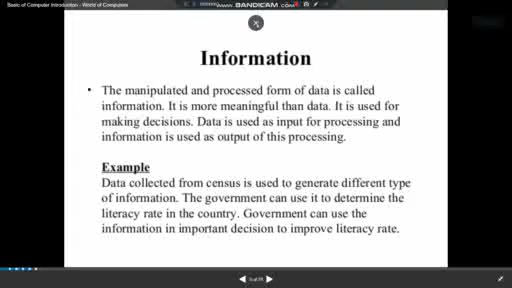 Basic of Computer Introduction - World of Computers
www.BANDICAM.com
Information
• The manipulated and processed form of data is called
information. It is more meaningful than data. It is used for
making decisions. Data is used as input for processing and
information is used as output of this processing.
Example
Data collected from census is used to generate different type
of information. The government can use it to determine the
literacy rate in the country. Government can use the
information in important decision to improve literacy rate.